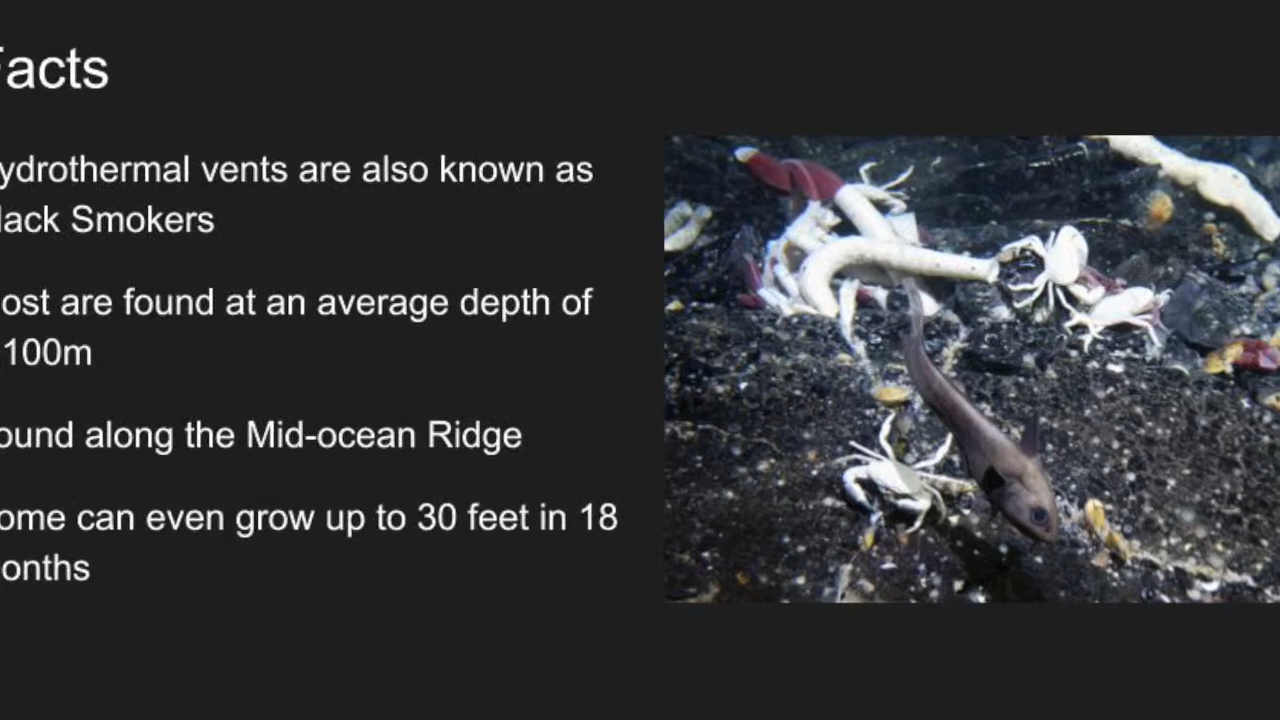 Facts
ydrothermal vents are also known as
lack Smokers
ost are found at an average depth of
100m
ound along the Mid-ocean Ridge
ome can even grow up to 30 feet in 18
onths